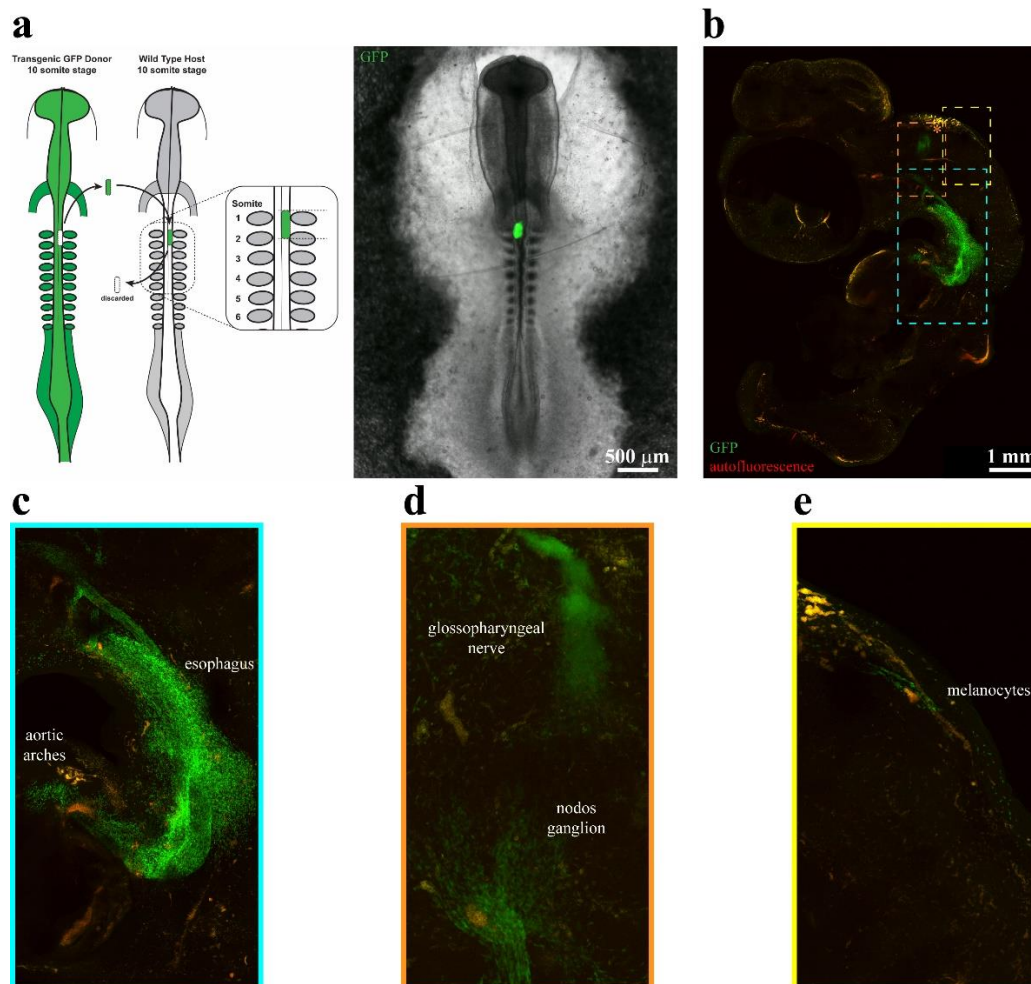 a
Transgenic GFP Donor
10 somite stage
Wild Type Host
10 somite stage
Somite
1
2
3
4
5
6
discarded
GFP
500 μm
b
GFP
autofluorescence
1 mm
*
c
esophagus
aortic
arches
d
glossopharyngeal
nerve
nodos
ganglion
e
melanocytes